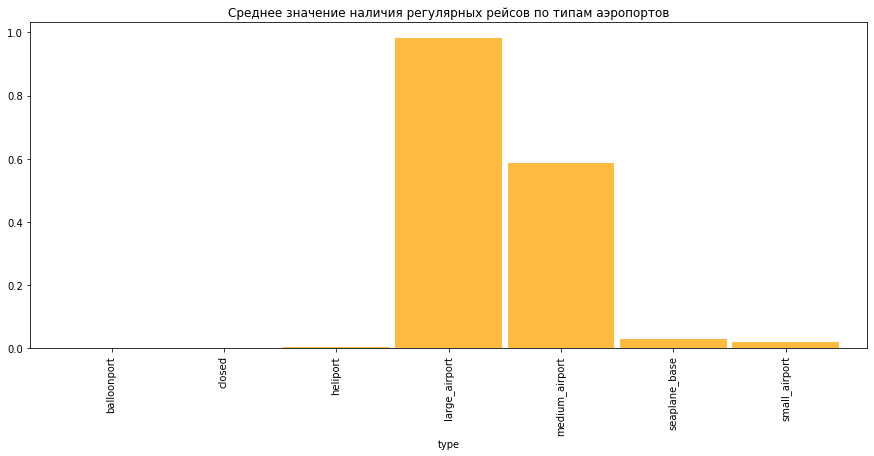 Среднее значение наличия регулярных рейсов по типам аэропортов
1.0
0.8
0.6
0.4
0.2
0.0
balloonport
closed
heliport
large_airport
medium_airport
seaplane_base
small_airport
type